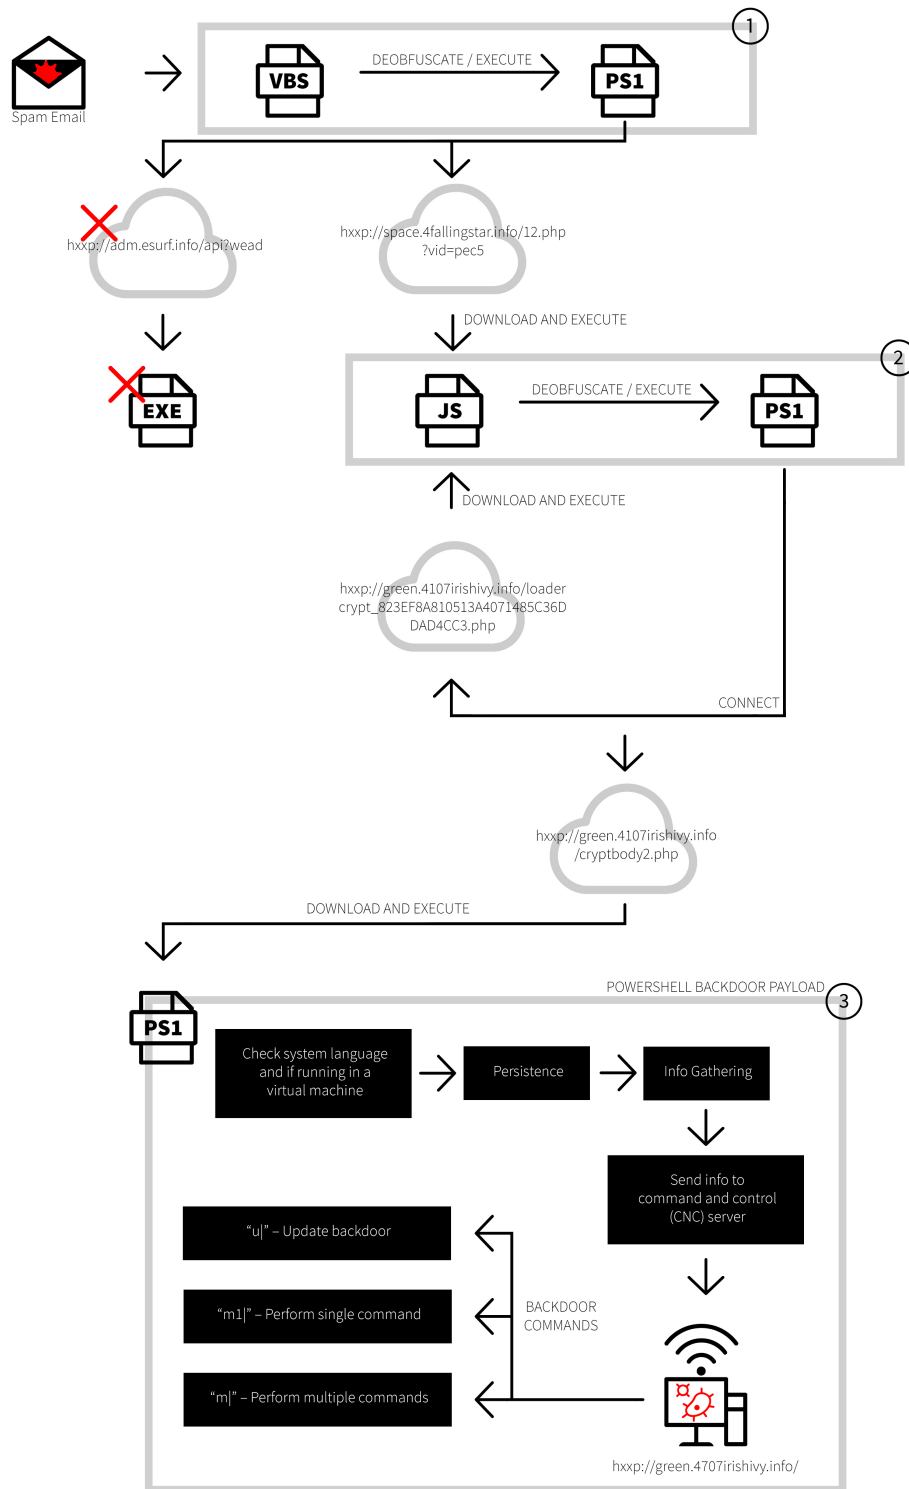 1
Spam Email
VBS
DEOBFUSCATE / EXECUTE
PS1
hxxp://adm.esurf.info/api?wead
hxxp://space.4fallingstar.info/12.php
?vid=pec5
DOWNLOAD AND EXECUTE
2
EXE
JS
DEOBFUSCATE / EXECUTE
PS1
DOWNLOAD AND EXECUTE
hxxp://green.4107irishivy.info/loader
crypt_823EF8A810513A4071485C36D
DAD4CC3.php
CONNECT
hxxp://green.4107irishivy.info
/cryptbody2.php
DOWNLOAD AND EXECUTE
POWERSHELL BACKDOOR PAYLOAD
3
PS1
Check system language
and if running in a
virtual machine
Persistence
Info Gathering
Send info to
command and control
(CNC) server
“u|” – Update backdoor
“m1|” – Perform single command
“m|” – Perform multiple commands
BACKDOOR
COMMANDS
hxxp://green.4707irishivy.info/